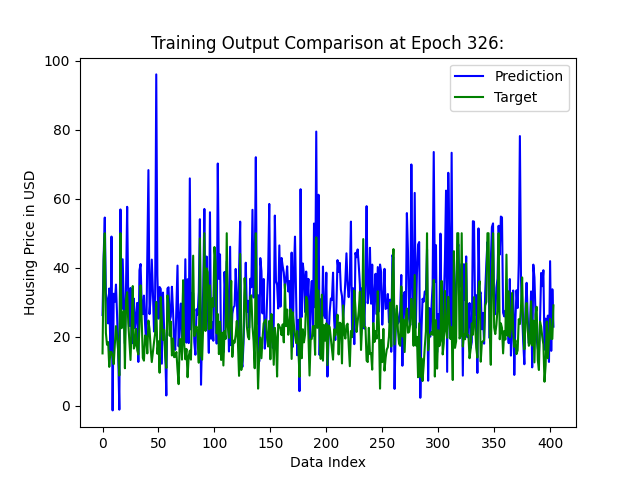 Training Output Comparison at Epoch 326:
Prediction
Target
Housing Price in USD
100
80
60
40
20
0
0 50 100 150 200 250 300 350 400
Data Index